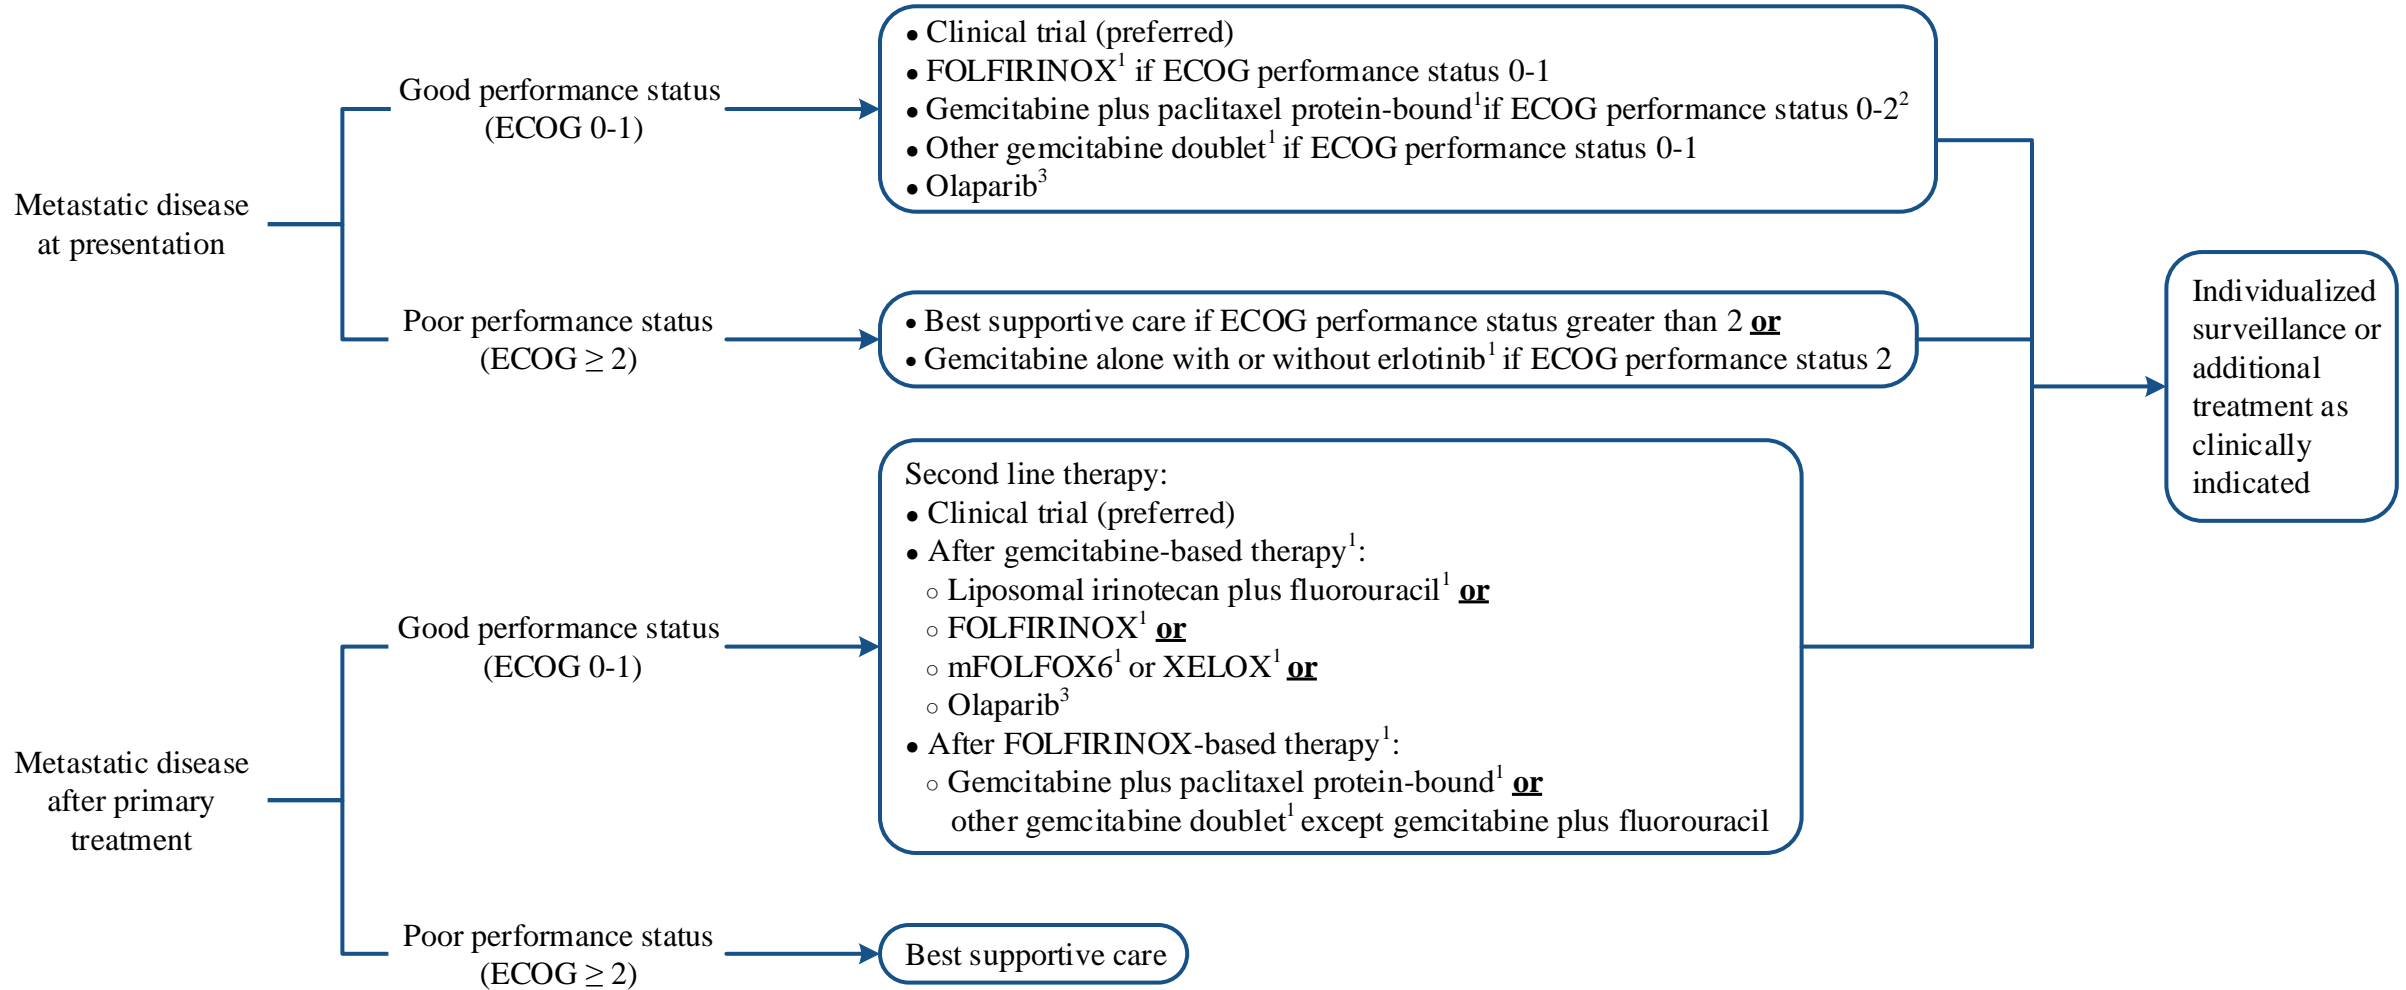 Metastatic disease
at presentation
Good performance status
(ECOG 0-1)
● Clinical trial (preferred)
● FOLFIRINOX¹ if ECOG performance status 0-1
● Gemcitabine plus paclitaxel protein-bound¹if ECOG performance status 0-2²
● Other gemcitabine doublet¹ if ECOG performance status 0-1
● Olaparib³
Poor performance status
(ECOG ≥ 2)
● Best supportive care if ECOG performance status greater than 2 or
● Gemcitabine alone with or without erlotinib¹ if ECOG performance status 2
Metastatic disease
after primary
treatment
Good performance status
(ECOG 0-1)
Second line therapy:
● Clinical trial (preferred)
● After gemcitabine-based therapy¹:
○ Liposomal irinotecan plus fluorouracil¹ or
○ FOLFIRINOX¹ or
○ mFOLFOX6¹ or XELOX¹ or
○ Olaparib³
● After FOLFIRINOX-based therapy¹:
○ Gemcitabine plus paclitaxel protein-bound¹ or
other gemcitabine doublet¹ except gemcitabine plus fluorouracil
Poor performance status
(ECOG ≥ 2)
Best supportive care
Individualized
surveillance or
additional
treatment as
clinically
indicated